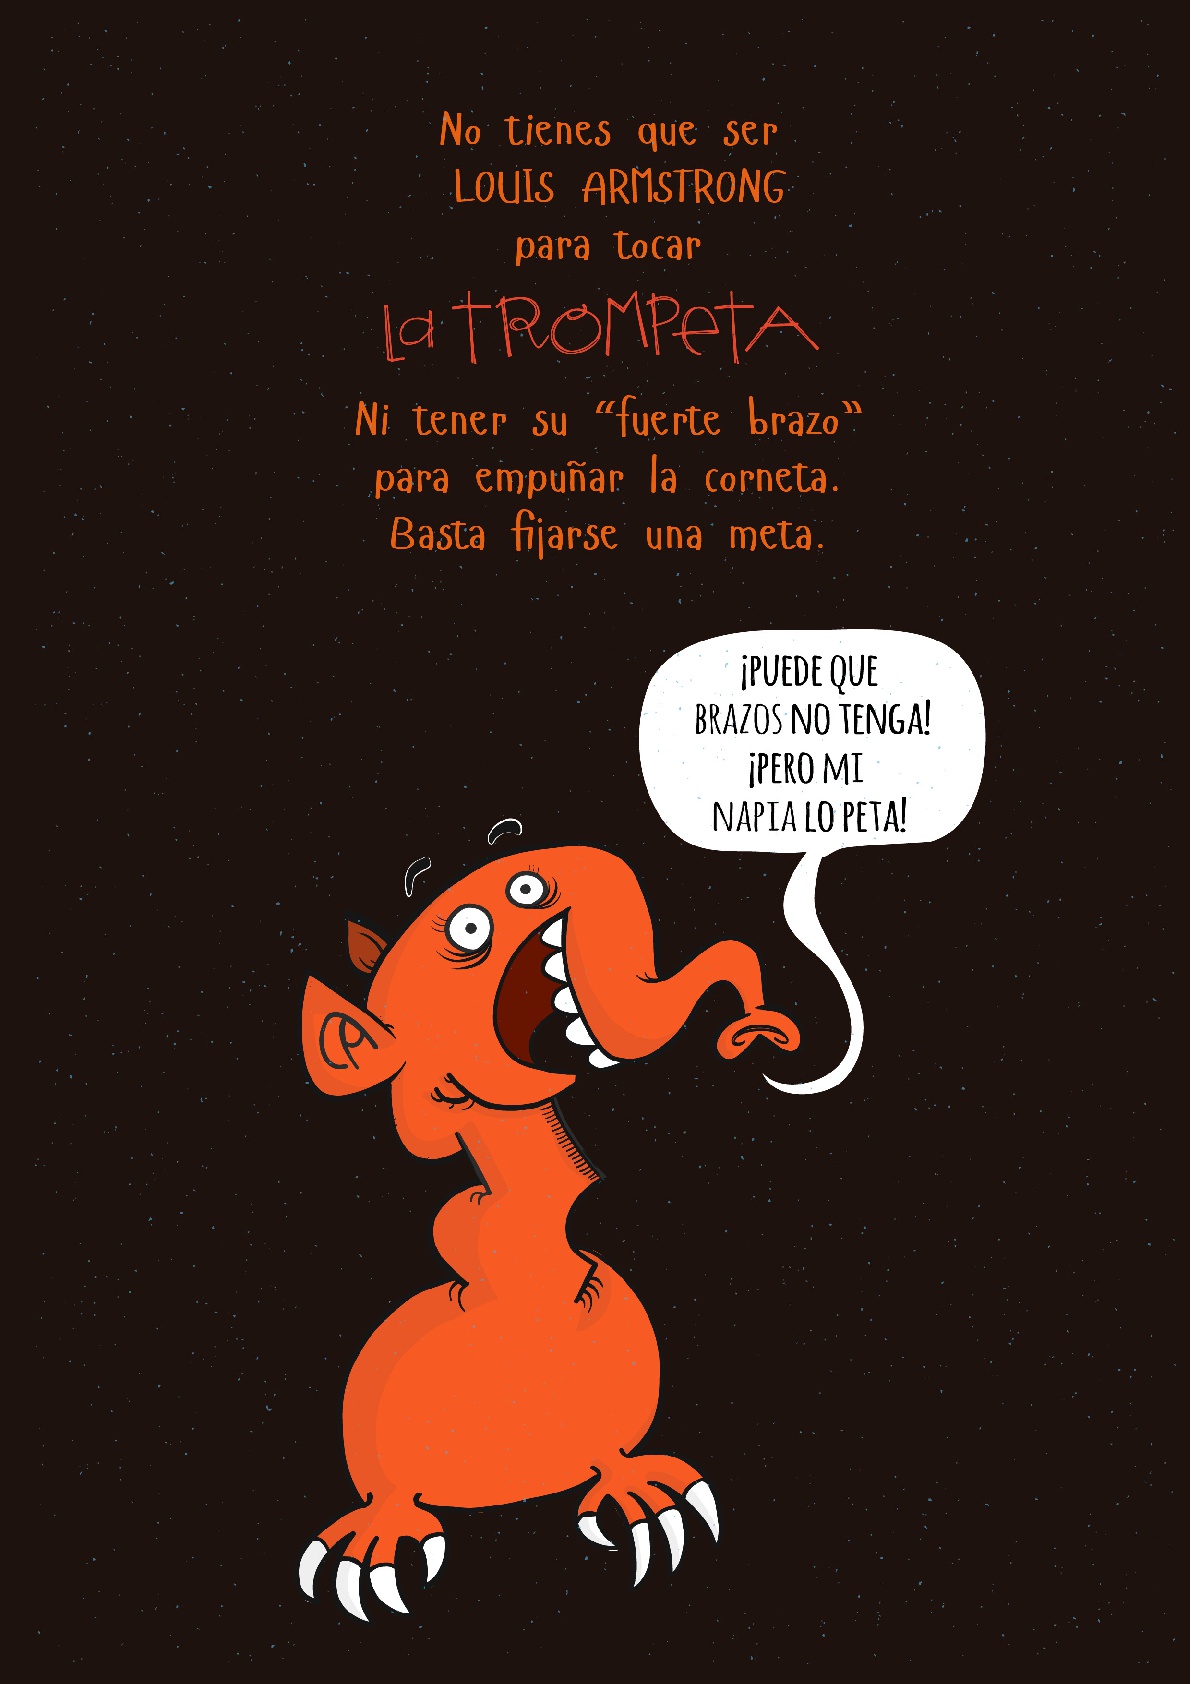 No tienes que ser
LOUIS ARMSTRONG
para tocar
La TROMPETA
Ni tener su “fuerte brazo”
para empuñar la corneta.
Basta fijarse una meta.
¡PUEDE QUE
BRAZOS NO TENGA!
¡PERO MI
NAPIA LO PETA!